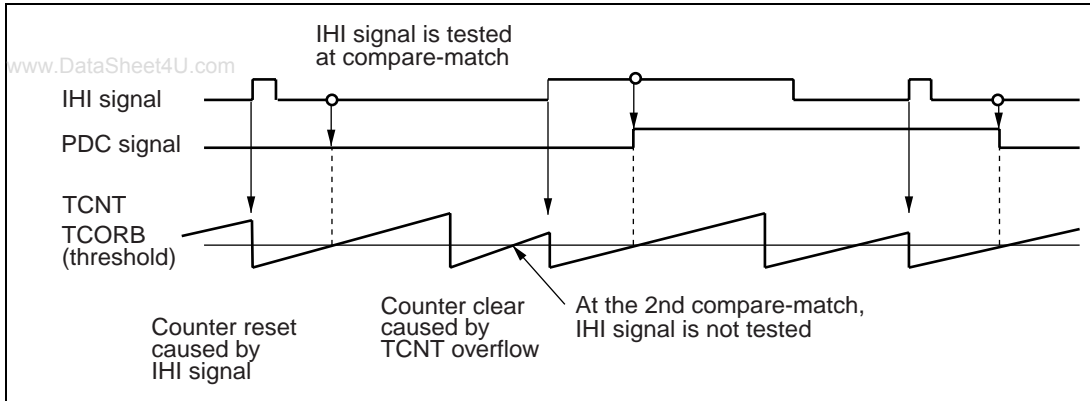 IHI signal is tested
at compare-match
www.DataSheet4U.com
IHI signal
PDC signal
TCNT
TCORB
(threshold)
Counter reset
caused by
IHI signal
Counter clear
caused by
TCNT overflow
At the 2nd compare-match,
IHI signal is not tested